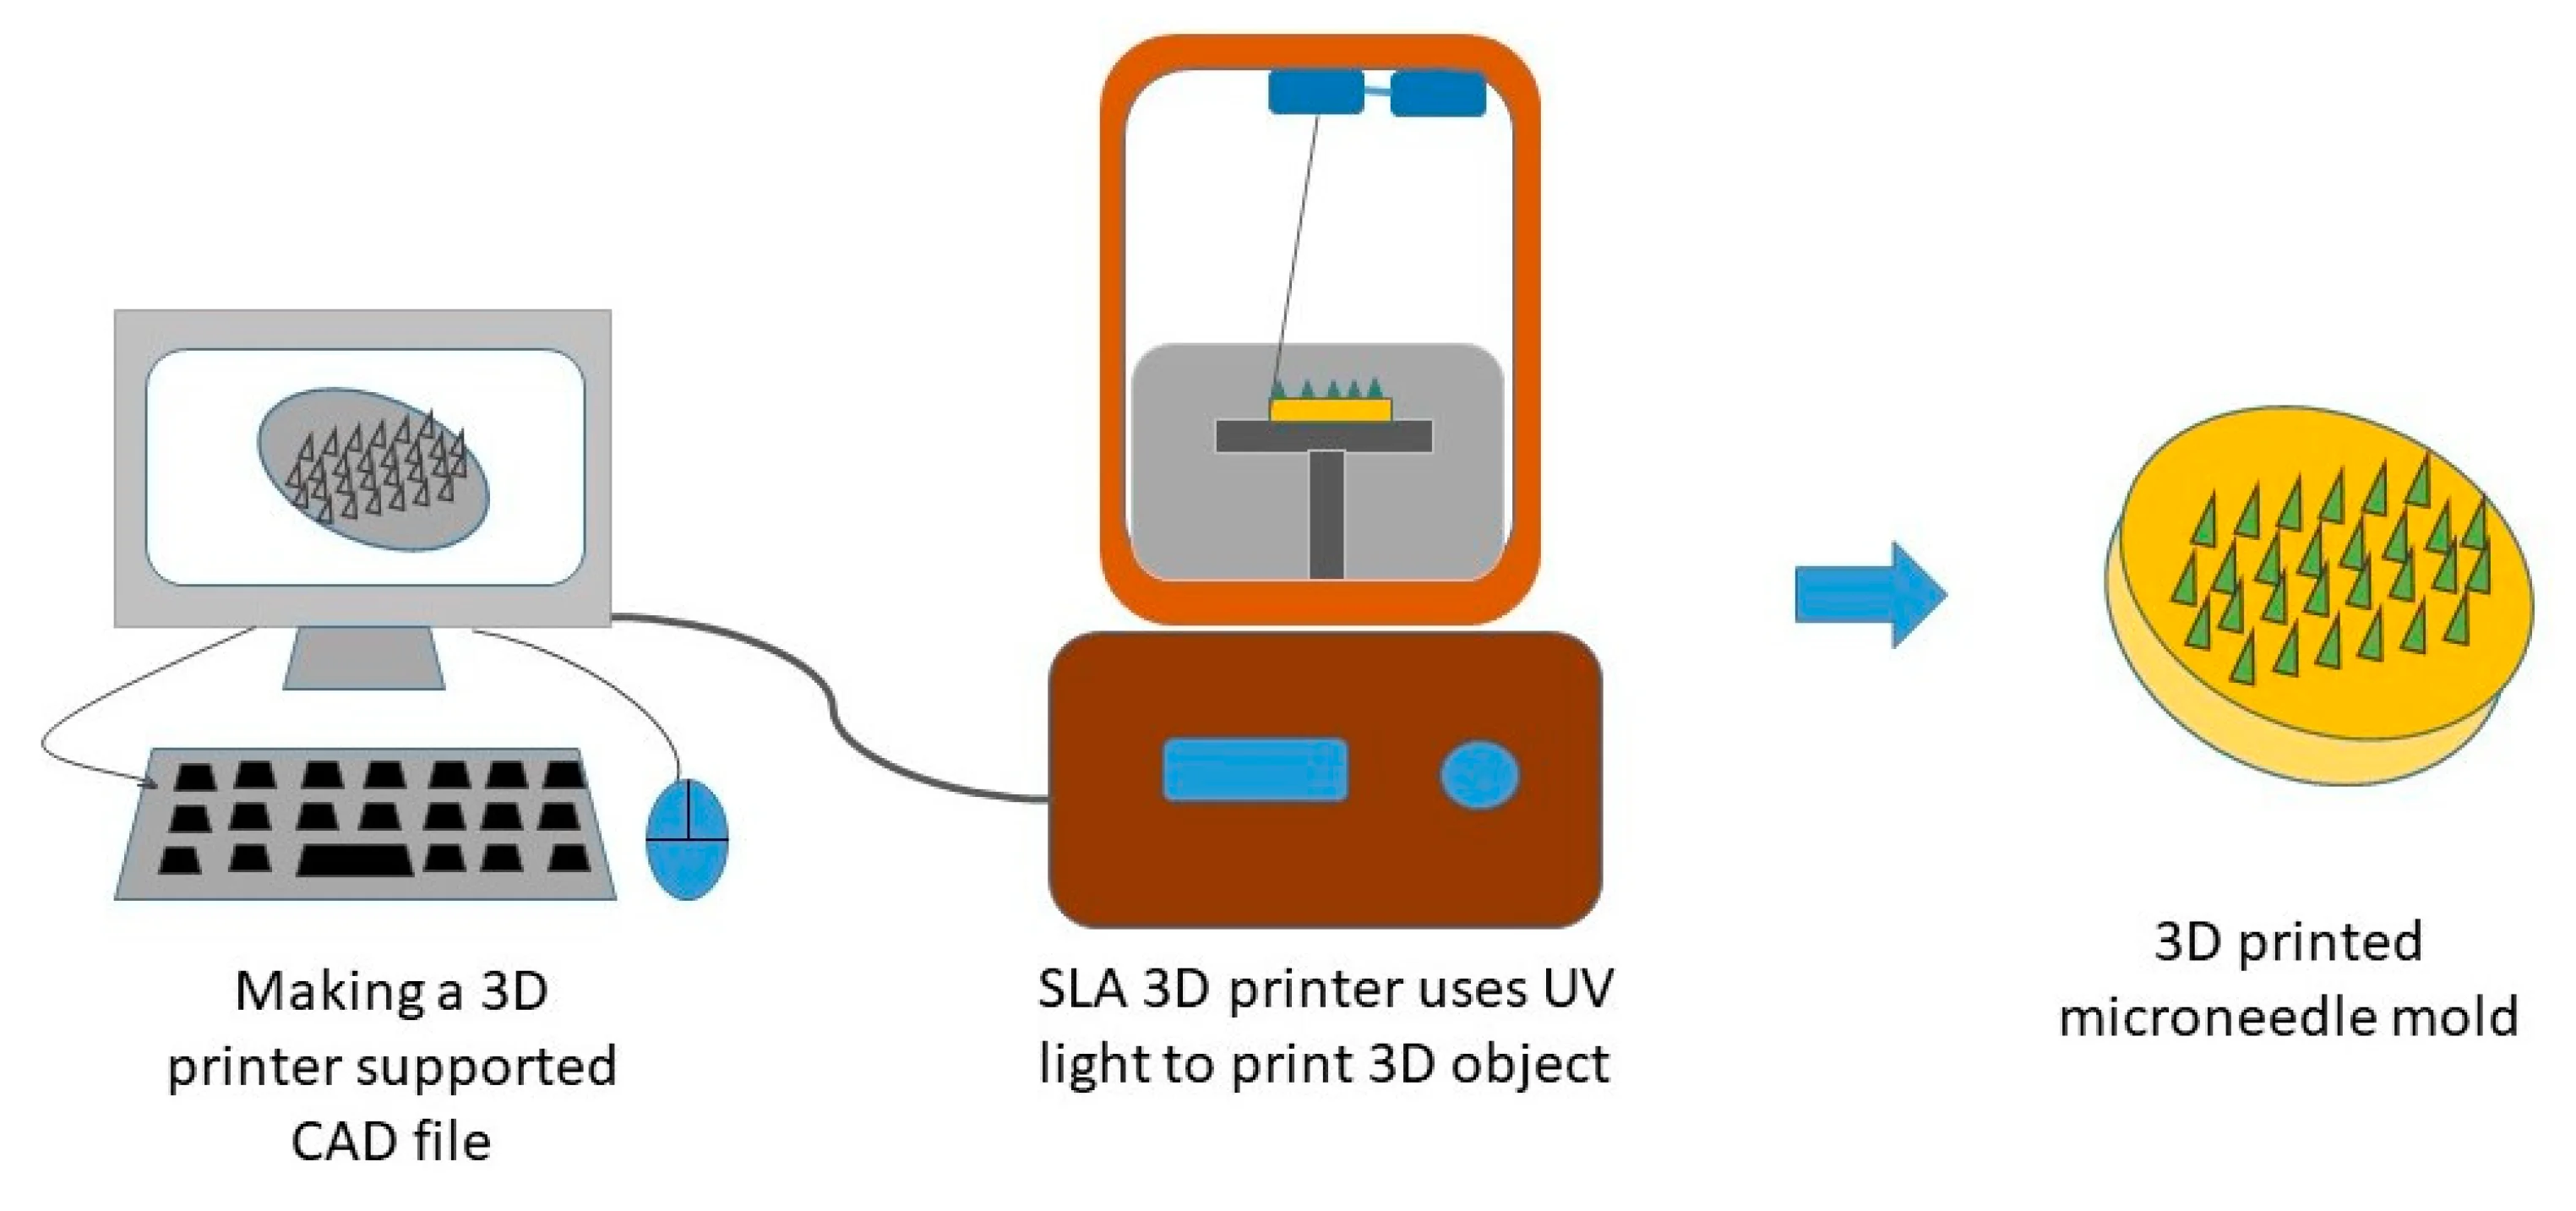 Making a 3D
printer supported
CAD file
SLA 3D printer uses UV
light to print 3D object
3D printed
microneedle mold